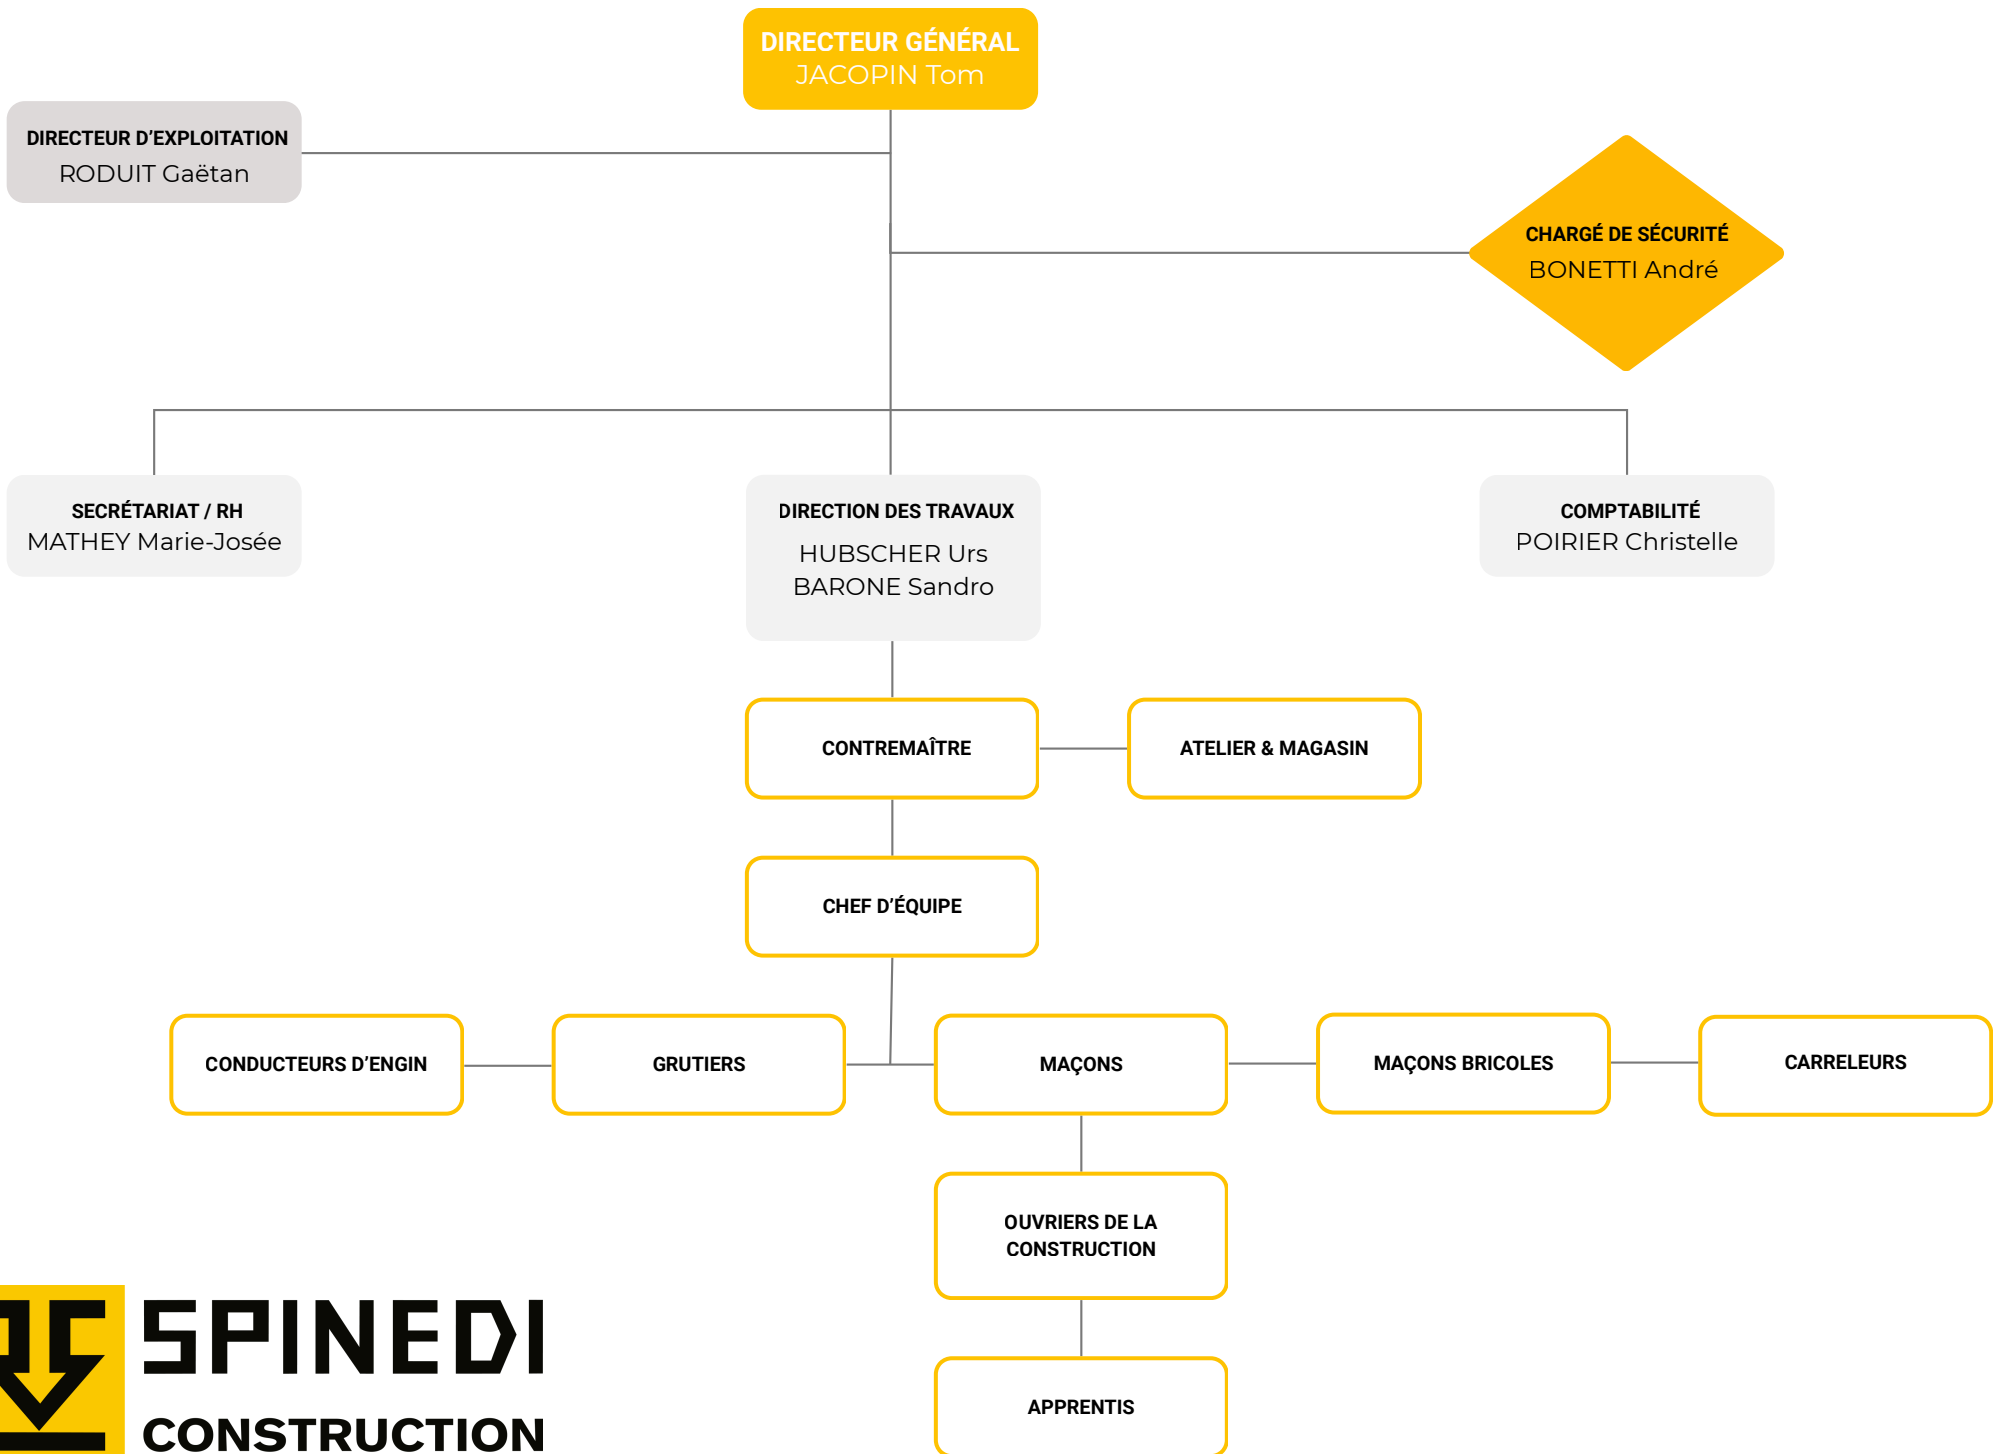 DIRECTEUR GÉNÉRAL
JACOPIN Tom
DIRECTEUR D’EXPLOITATION
RODUIT Gaëtan
CHARGÉ DE SÉCURITÉ
BONETTI André
SECRÉTARIAT / RH
MATHEY Marie-Josée
DIRECTION DES TRAVAUX
HUBSCHER Urs
BARONE Sandro
COMPTABILITÉ
POIRIER Christelle
CONTREMAÎTRE
ATELIER & MAGASIN
CHEF D’ÉQUIPE
CONDUCTEURS D’ENGIN
GRUTIERS
MAÇONS
MAÇONS BRICOLES
CARRELEURS
OUVRIERS DE LA
CONSTRUCTION
APPRENTIS
SPINEDI
CONSTRUCTION